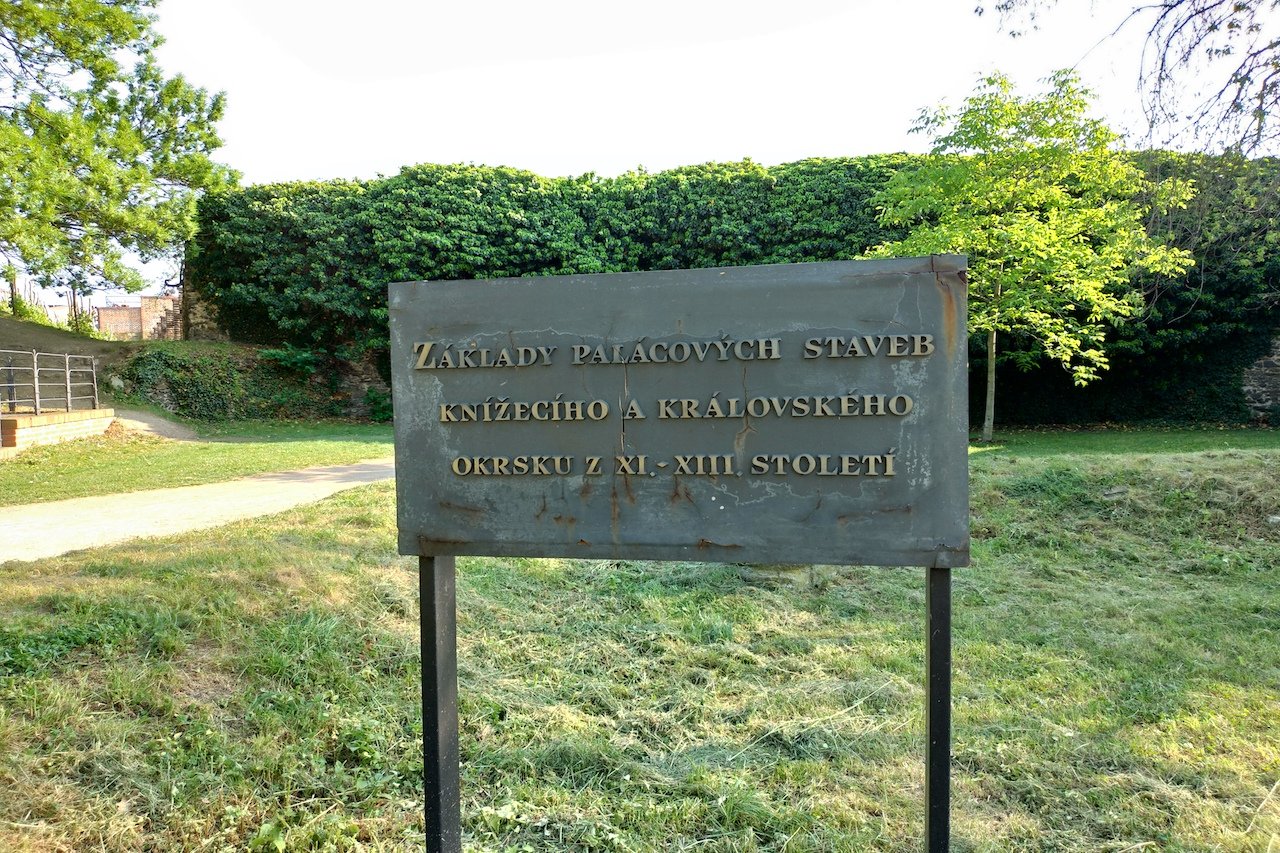 ZÁKLADY PALÁCOVÝCH STAVEB
KNÍŽECÍHO A KRÁLOVSKÉHO
OKRSKU Z XI.-XIII. STOLETÍ